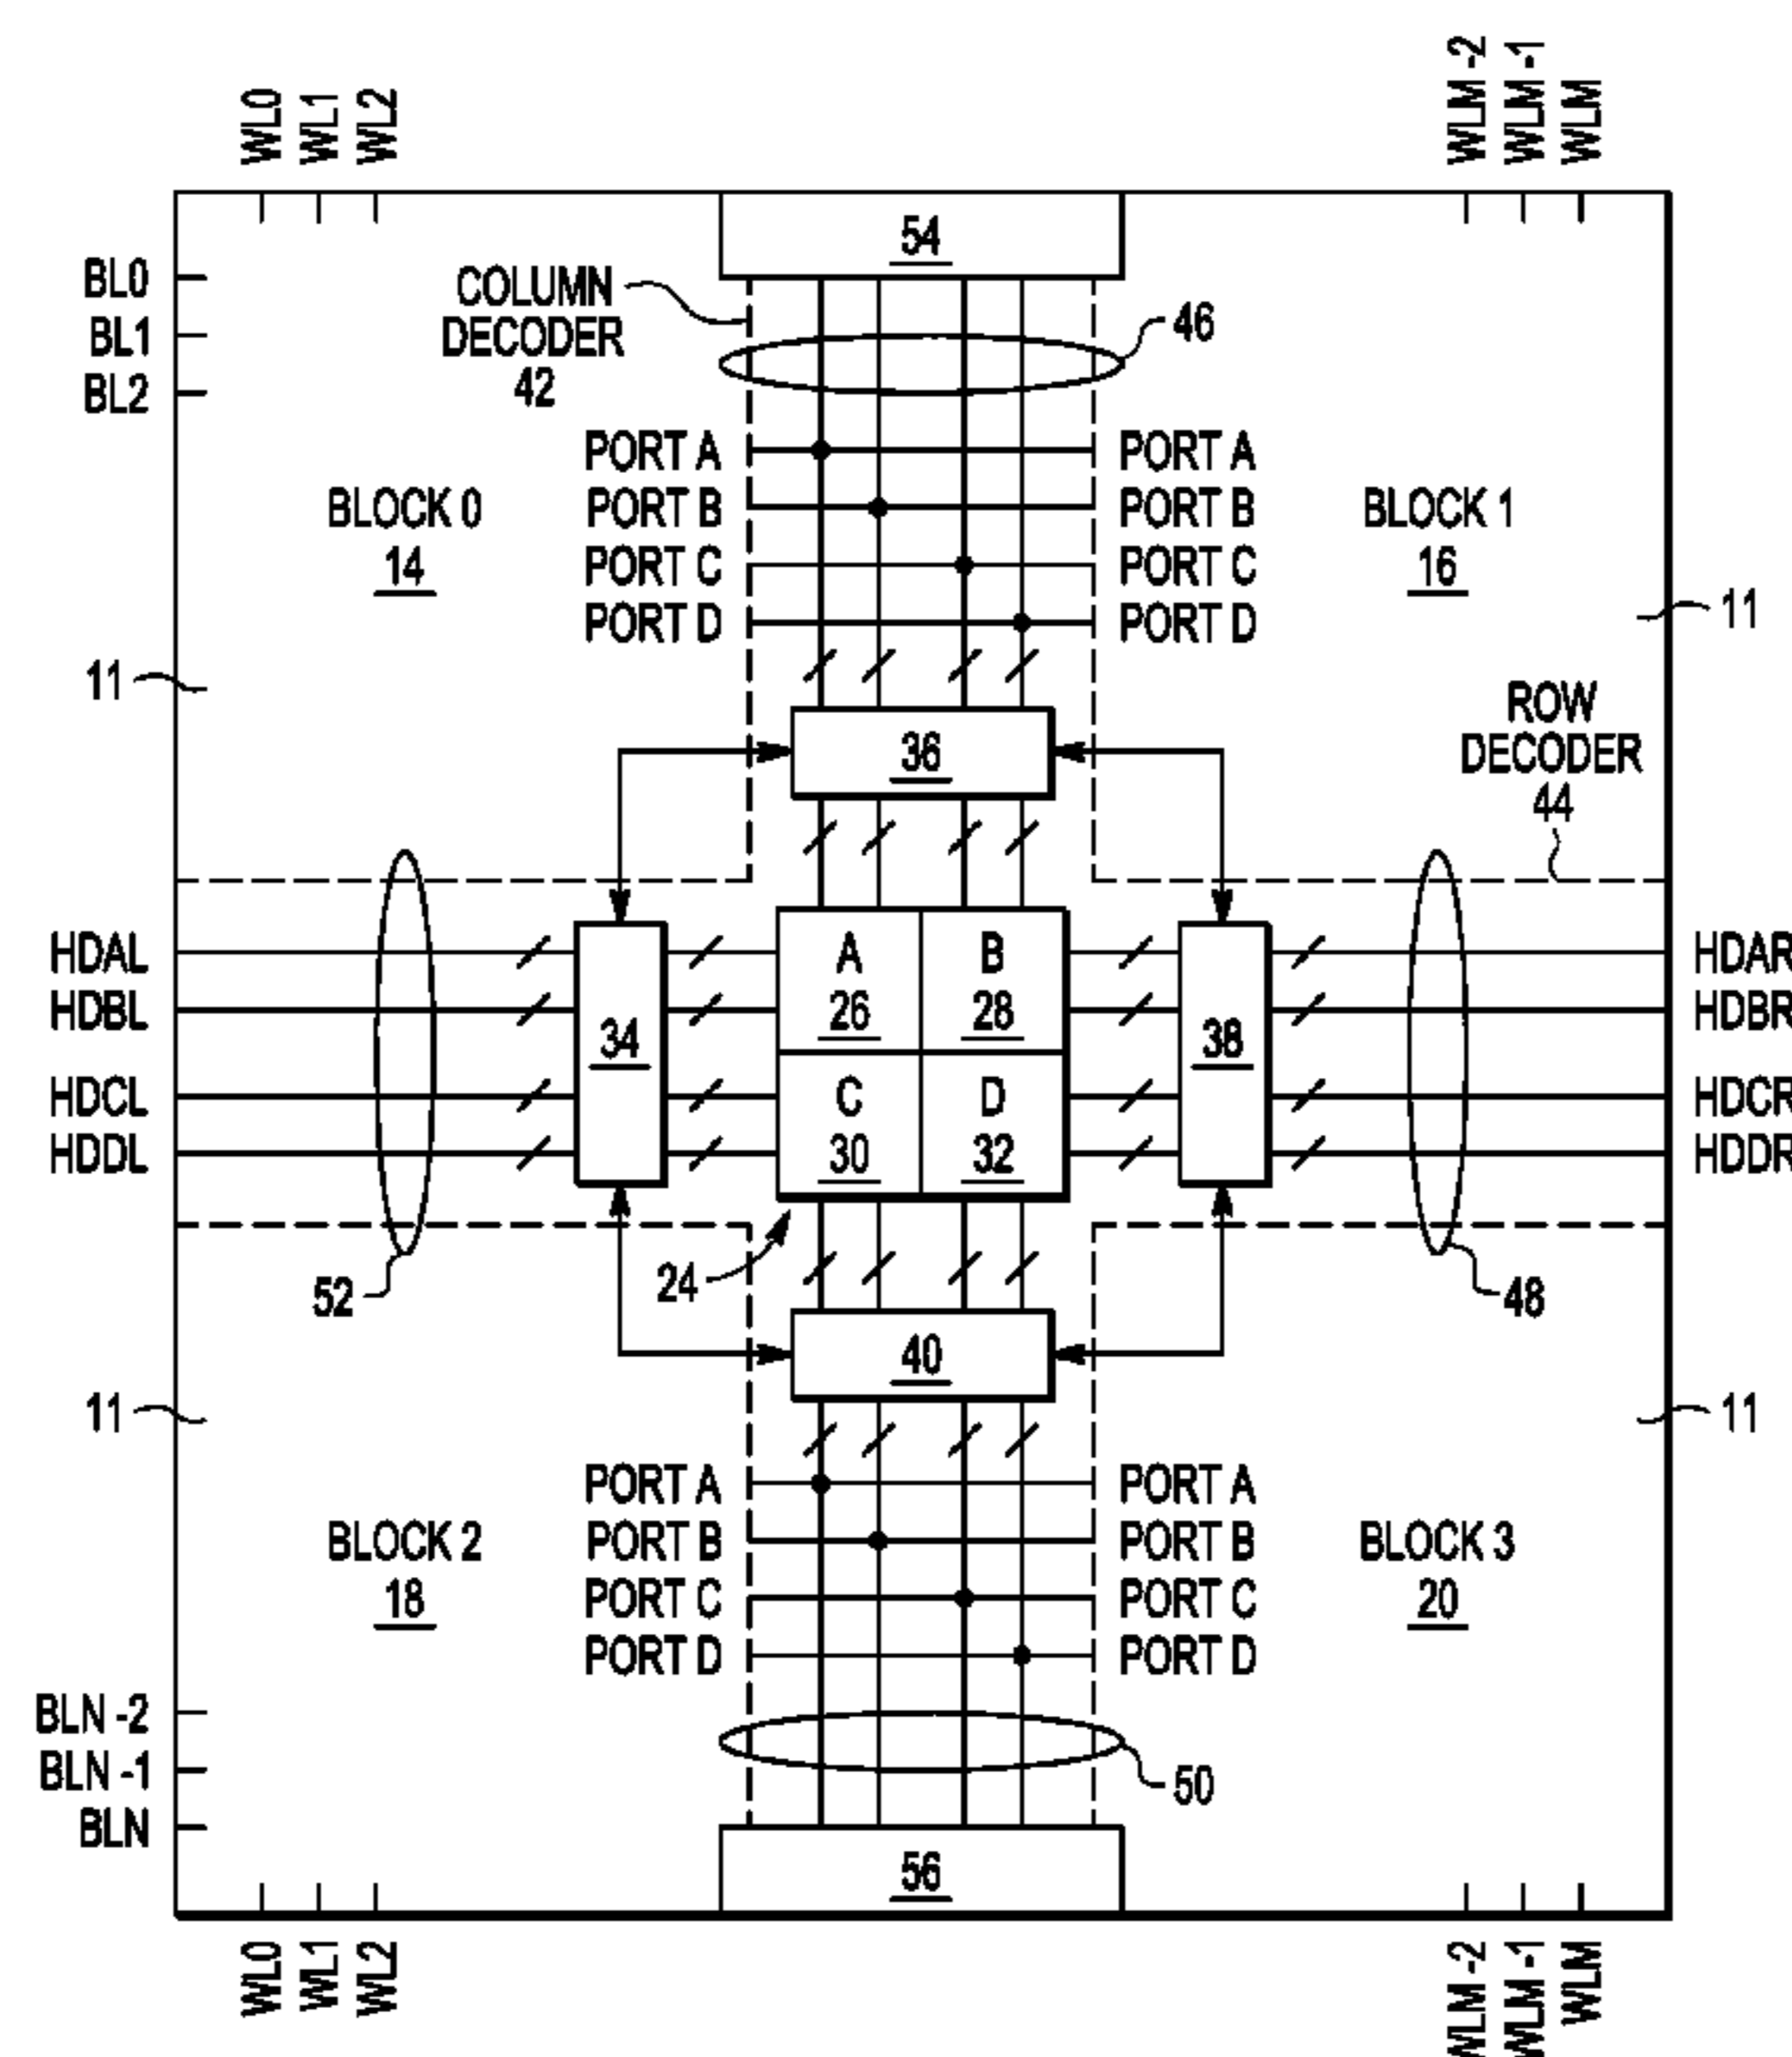 WL0
WL1
WL2
WLM -2
WLM -1
WLM
54
BL0
BL1
BL2
COLUMN
DECODER
42
46
PORT A
PORT A
PORT B
PORT B
PORT C
PORT C
PORT D
PORT D
BLOCK 0
14
BLOCK 1
16
11
11
ROW
DECODER
44
36
HDAL
HDBL
HDCL
HDDL
34
A
26
B
28
C
30
D
32
38
HDAR
HDBR
HDCR
HDDR
52
24
48
40
11
11
PORT A
PORT A
PORT B
PORT B
PORT C
PORT C
PORT D
PORT D
BLOCK 2
18
BLOCK 3
20
BLN -2
BLN -1
BLN
50
56
WL0
WL1
WL2
WLM -2
WLM -1
WLM